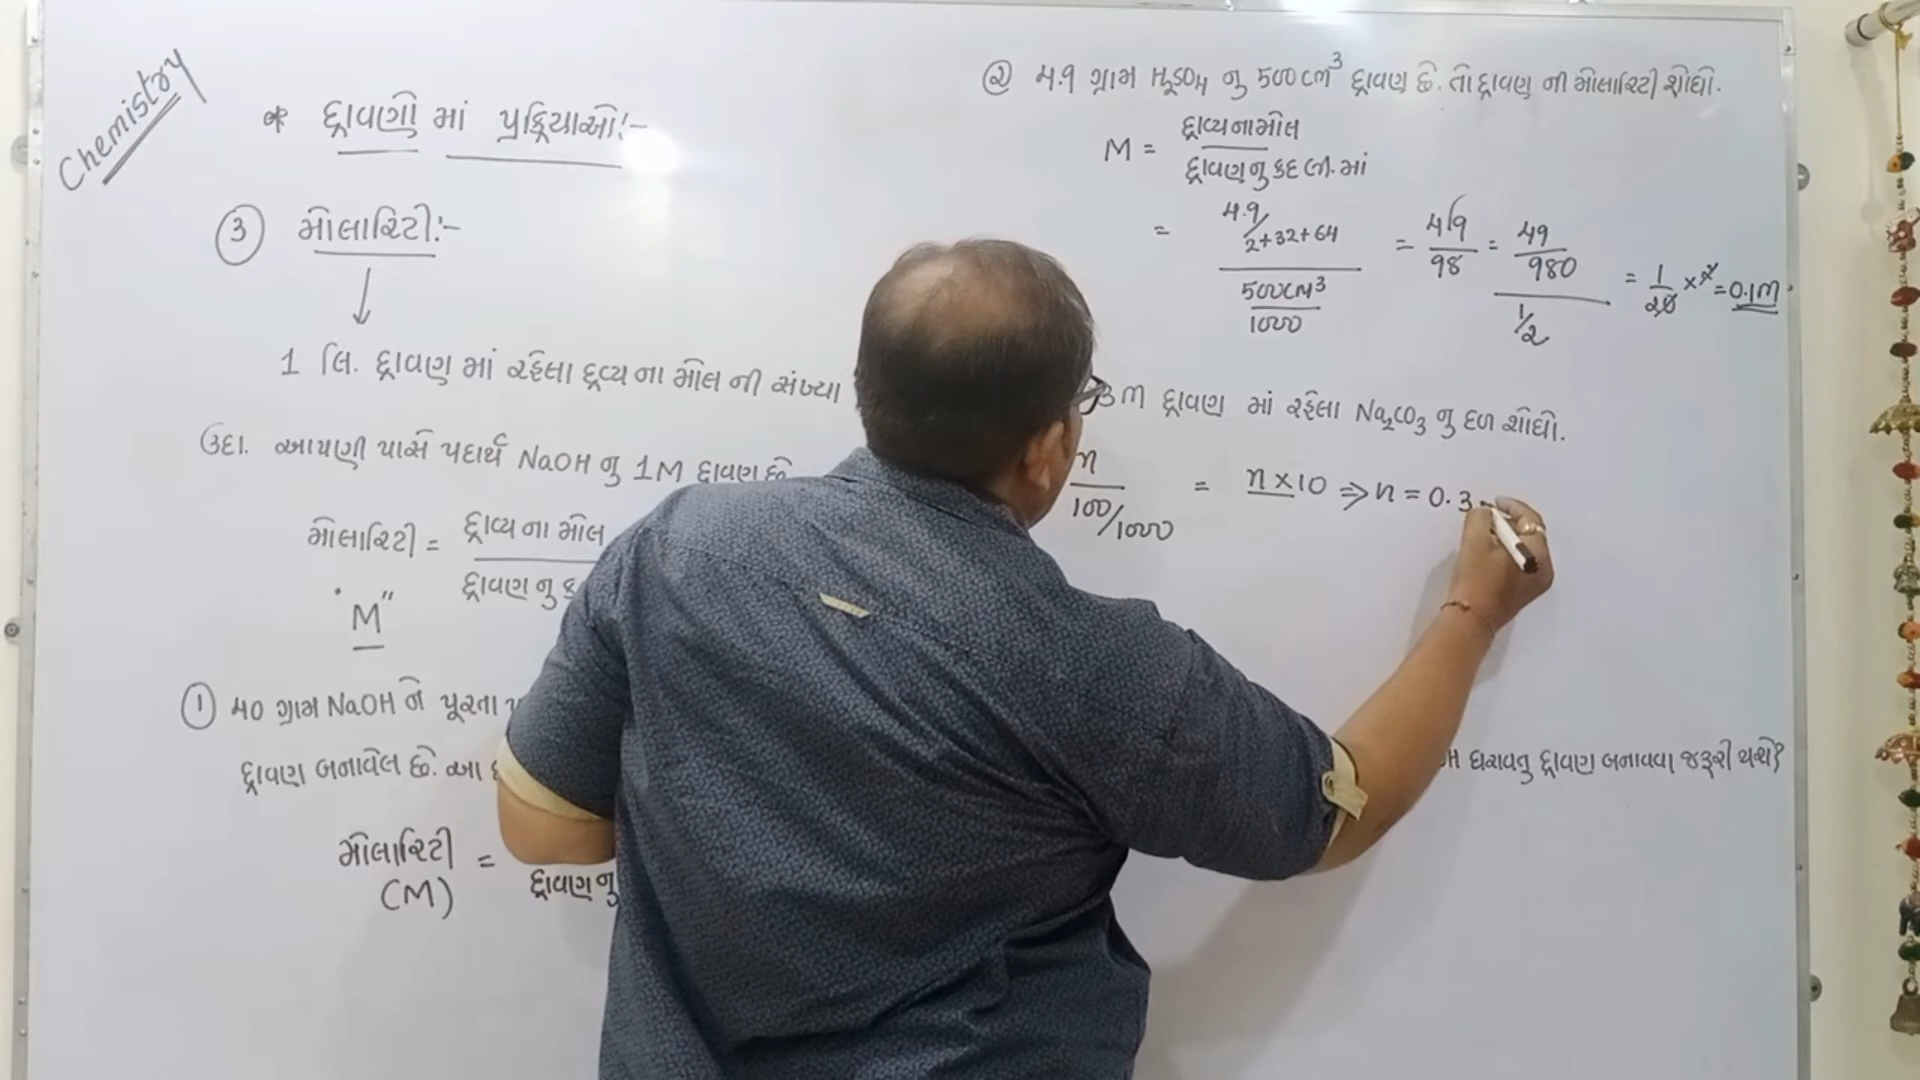 Chemistry
* દ્રાવણો માં પ્રક્રિયાઓ:-
③ મોલારિટી:-
1 લિ. દ્રાવણ માં રહેલા દ્રવ્ય ના મોલ ની સંખ્યા
ઉદા. આપણી પાસે પદાર્થ NaOH નુ 1M દ્રાવણ છે
મોલારિટી = દ્રાવ્ય ના મોલ
દ્રાવણ નુ ક
"M"
① 40 ગ્રામ NaOH ને પૂરતા
દ્રાવણ બનાવેલ છે. આ
મોલારિટી =
(M) દ્રાવણ નુ
② 4.9 ગ્રામ H₂SO₄ નુ 500 cm³ દ્રાવણ છે. તો દ્રાવણ ની મોલારિટી શોધો.
M = દ્રાવ્ય ના મોલ
દ્રાવણ નુ કદ લી. માં
= 4.9/2+32+64 = 4.9/98 = 49/980 = 1/20 × 2 = 0.1M
500cm³/1000 1/2
3M દ્રાવણ માં રહેલા Na₂CO₃ નુ દળ શોધો.
n = n × 10 ⇒ n = 0.3
100/1000
ધરાવતુ દ્રાવણ બનાવવા જરૂરી થશે?